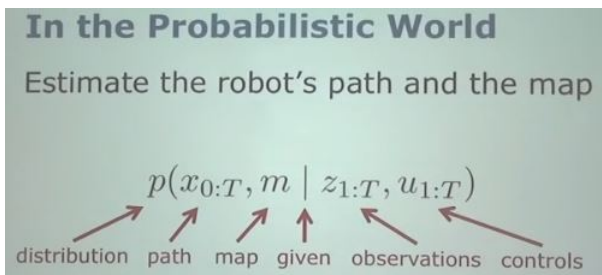 In the Probabilistic World
Estimate the robot's path and the map
p(x₀:T, m | z₁:T, u₁:T)
distribution path map given observations controls